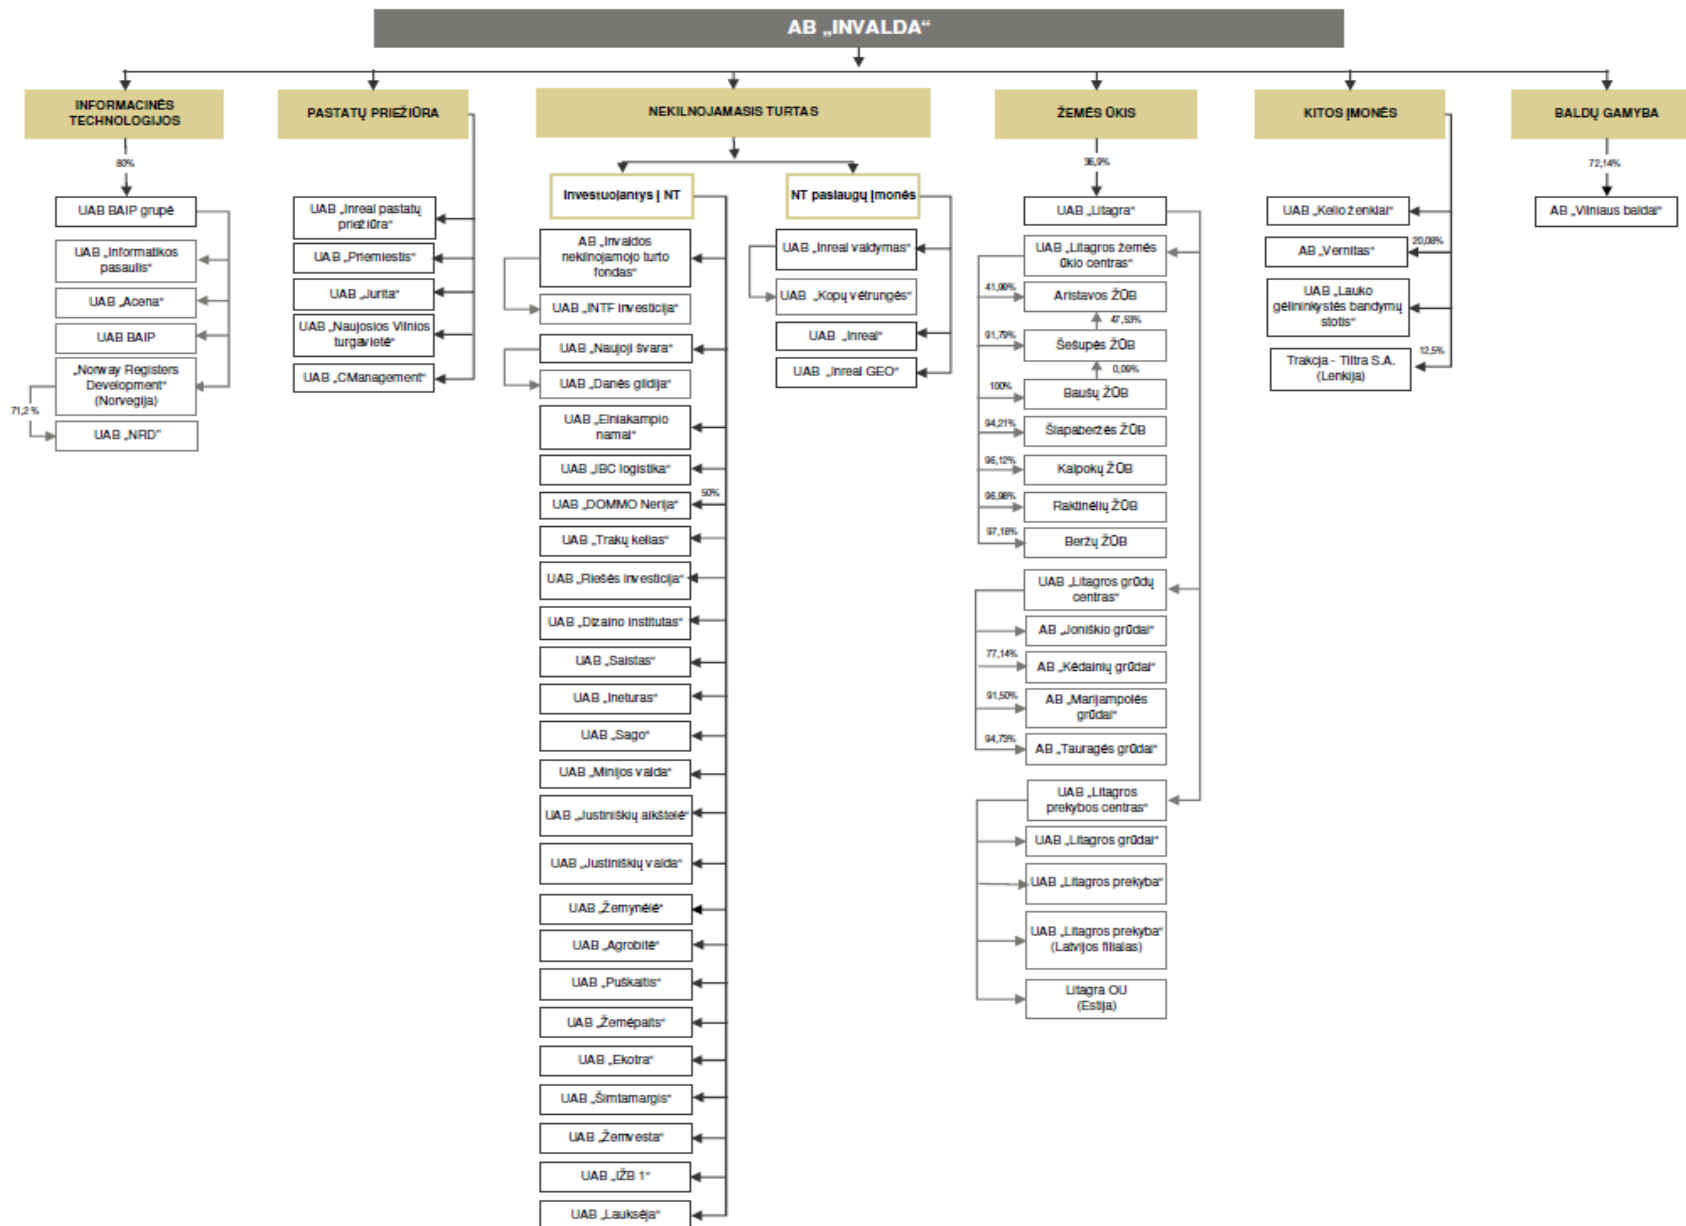 AB „INVALDA“
INFORMACINĖS
TECHNOLOGIJOS
80%
UAB BAIP grupė
UAB „Informatikos
pasaulis“
UAB „Acena“
UAB BAIP
„Norway Registers
Development“
(Norvegija)
71,2 %
UAB „NRD”
PASTATŲ PRIEŽIŪRA
UAB „Inreal pastatų
priežiūra“
UAB „Priemiestis“
UAB „Jurita“
UAB „Naujosios Vilnios
turgavietė“
UAB „CManagement“
NEKILNOJAMASIS TURTAS
Investuojantys į NT
AB „Invaldos
nekilnojamojo turto
fondas“
UAB „INTF investicija“
UAB „Naujoji švara“
UAB „Danės gildija“
UAB „Elniakampio
namai“
UAB „IBC logistika“
50%
UAB „DOMMO Nerija“
UAB „Trakų kelias“
UAB „Riešės investicija“
UAB „Dizaino institutas“
UAB „Saistas“
UAB „Ineturas“
UAB „Sago“
UAB „Minijos valda“
UAB „Justiniškių aikštelė“
UAB „Justiniškių valda“
UAB „Žemynėlė“
UAB „Agrobitė“
UAB „Puškaitis“
UAB „Žemėpatis“
UAB „Ekotra“
UAB „Šimtamargis“
UAB „Žemvesta“
UAB „IŽB 1“
UAB „Lauksėja“
NT paslaugų įmonės
UAB „Inreal valdymas“
UAB „Kopų vėtrungės“
UAB „Inreal“
UAB „Inreal GEO“
ŽEMĖS ŪKIS
36,9%
UAB „Litagra“
UAB „Litagros žemės
ūkio centras“
41,99%
Aristavos ŽŪB
47,53%
91,79%
Šešupės ŽŪB
0,09%
100%
Baušų ŽŪB
94,21%
Šlapaberžės ŽŪB
96,12%
Kalpokų ŽŪB
96,98%
Raktinėlių ŽŪB
97,18%
Beržų ŽŪB
UAB „Litagros grūdų
centras“
AB „Joniškio grūdai“
77,14%
AB „Kėdainių grūdai“
91,50%
AB „Marijampolės
grūdai“
94,73%
AB „Tauragės grūdai“
UAB „Litagros
prekybos centras“
UAB „Litagros grūdai“
UAB „Litagros prekyba“
UAB „Litagros prekyba“
(Latvijos filialas)
Litagra OU
(Estija)
KITOS ĮMONĖS
UAB „Kelio ženklai“
20,08%
AB „Vernitas“
UAB „Lauko
gėlininkystės bandymų
stotis“
12,5%
Trakcja - Tiltra S.A.
(Lenkija)
BALDŲ GAMYBA
72,14%
AB „Vilniaus baldai“